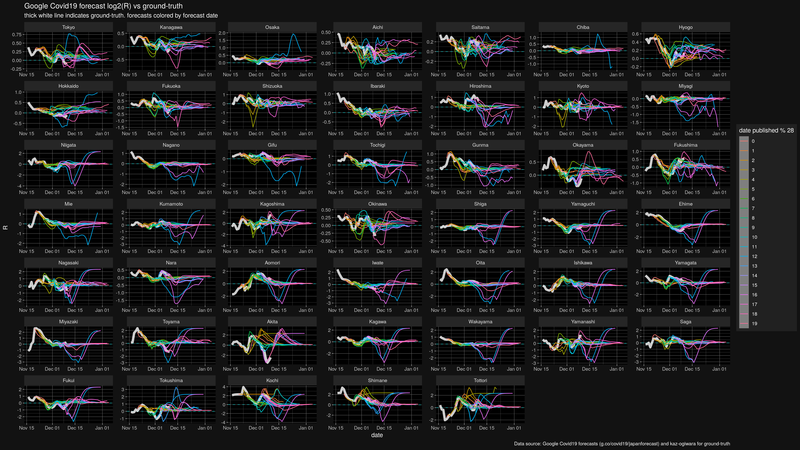 Google Covid19 forecast log2(R) vs ground-truth
thick white line indicates ground-truth. forecasts colored by forecast date
Tokyo Kanagawa Osaka Aichi Saitama Chiba Hyogo
Hokkaido Fukuoka Shizuoka Ibaraki Hiroshima Kyoto Miyagi
Niigata Nagano Gifu Tochigi Gunma Okayama Fukushima
Mie Kumamoto Kagoshima Okinawa Shiga Yamaguchi Ehime
Nagasaki Nara Aomori Iwate Oita Ishikawa Yamagata
Miyazaki Toyama Akita Kagawa Wakayama Yamanashi Saga
Fukui Tokushima Kochi Shimane Tottori
Nov 15 Dec 01 Dec 15 Jan 01
R
date
date published % 28
0
1
2
3
4
5
6
7
8
9
10
11
12
13
14
15
16
17
18
19
Data source: Google Covid19 forecasts (g.co/covid19/japanforecast) and kaz-ogiwara for ground-truth